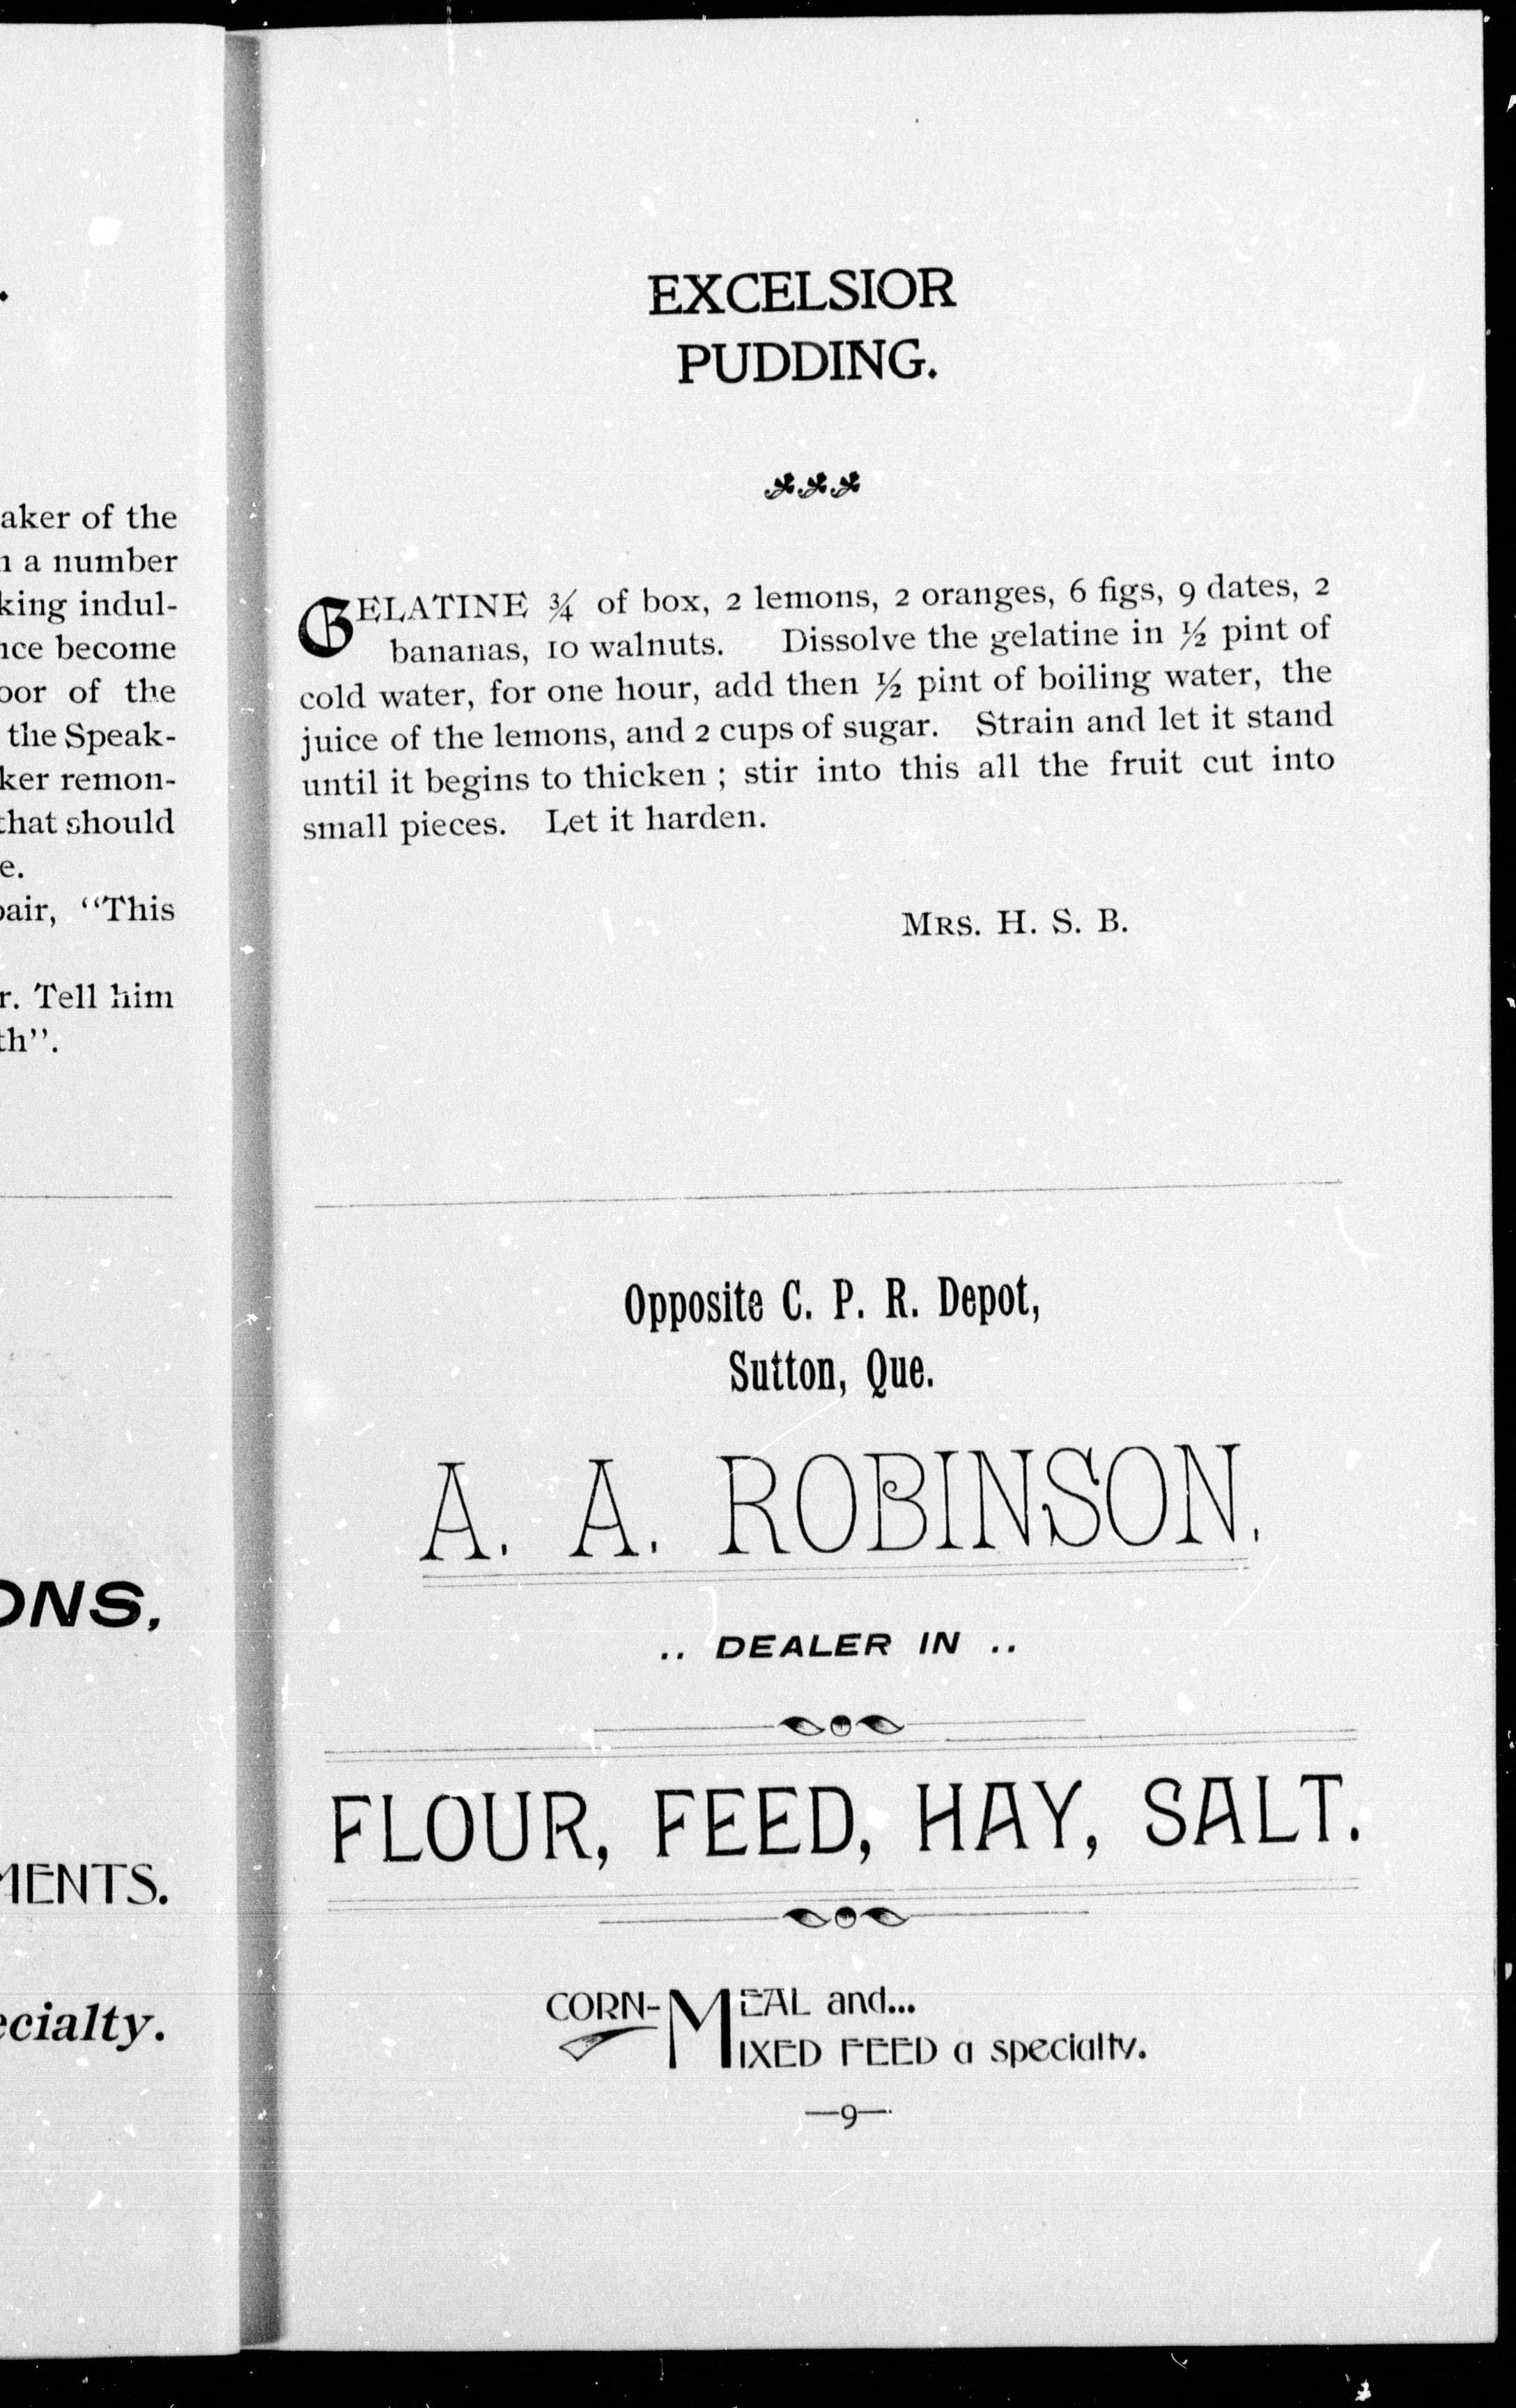 aker of the
a number
king indul-
nce become
oor of the
the Speak-
ker remon-
that should
e.
pair, "This
r. Tell him
th".
ONS,
MENTS.
ecialty.
EXCELSIOR
PUDDING.
GELATINE ¾ of box, 2 lemons, 2 oranges, 6 figs, 9 dates, 2
bananas, 10 walnuts. Dissolve the gelatine in ½ pint of
cold water, for one hour, add then ½ pint of boiling water, the
juice of the lemons, and 2 cups of sugar. Strain and let it stand
until it begins to thicken ; stir into this all the fruit cut into
small pieces. Let it harden.
MRS. H. S. B.
Opposite C. P. R. Depot,
Sutton, Que.
A. A. ROBINSON,
.. DEALER IN ..
FLOUR, FEED, HAY, SALT.
CORN-MEAL and...
MIXED FEED a specialty.
—9—